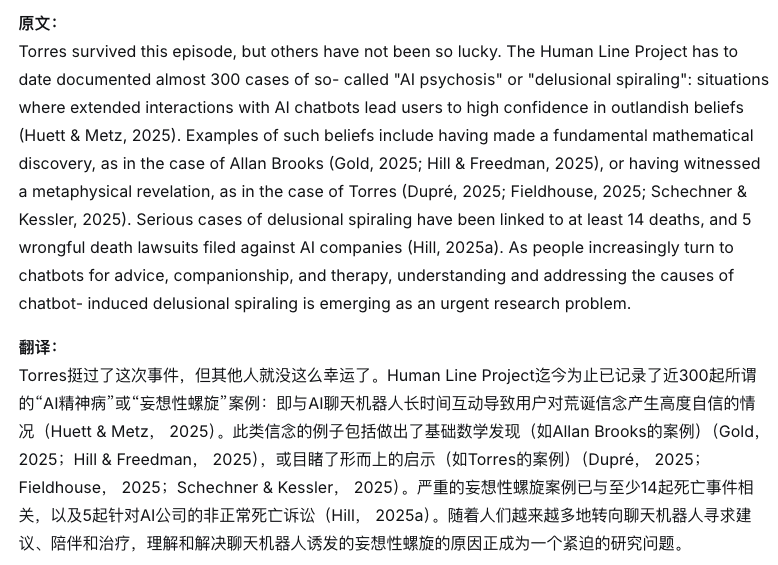 原文：
Torres survived this episode, but others have not been so lucky. The Human Line Project has to
date documented almost 300 cases of so- called "AI psychosis" or "delusional spiraling": situations
where extended interactions with AI chatbots lead users to high confidence in outlandish beliefs
(Huett & Metz, 2025). Examples of such beliefs include having made a fundamental mathematical
discovery, as in the case of Allan Brooks (Gold, 2025; Hill & Freedman, 2025), or having witnessed
a metaphysical revelation, as in the case of Torres (Dupré, 2025; Fieldhouse, 2025; Schechner &
Kessler, 2025). Serious cases of delusional spiraling have been linked to at least 14 deaths, and 5
wrongful death lawsuits filed against AI companies (Hill, 2025a). As people increasingly turn to
chatbots for advice, companionship, and therapy, understanding and addressing the causes of
chatbot- induced delusional spiraling is emerging as an urgent research problem.
翻译：
Torres挺过了这次事件，但其他人就没这么幸运了。Human Line Project迄今为止已记录了近300起所谓
的“AI精神病”或“妄想性螺旋”案例：即与AI聊天机器人长时间互动导致用户对荒诞信念产生高度自信的情
况（Huett & Metz， 2025）。此类信念的例子包括做出了基础数学发现（如Allan Brooks的案例）（Gold，
2025；Hill & Freedman， 2025），或目睹了形而上的启示（如Torres的案例）（Dupré， 2025；
Fieldhouse， 2025；Schechner & Kessler， 2025）。严重的妄想性螺旋案例已与至少14起死亡事件相
关，以及5起针对AI公司的非正常死亡诉讼（Hill， 2025a）。随着人们越来越多地转向聊天机器人寻求建
议、陪伴和治疗，理解和解决聊天机器人诱发的妄想性螺旋的原因正成为一个紧迫的研究问题。